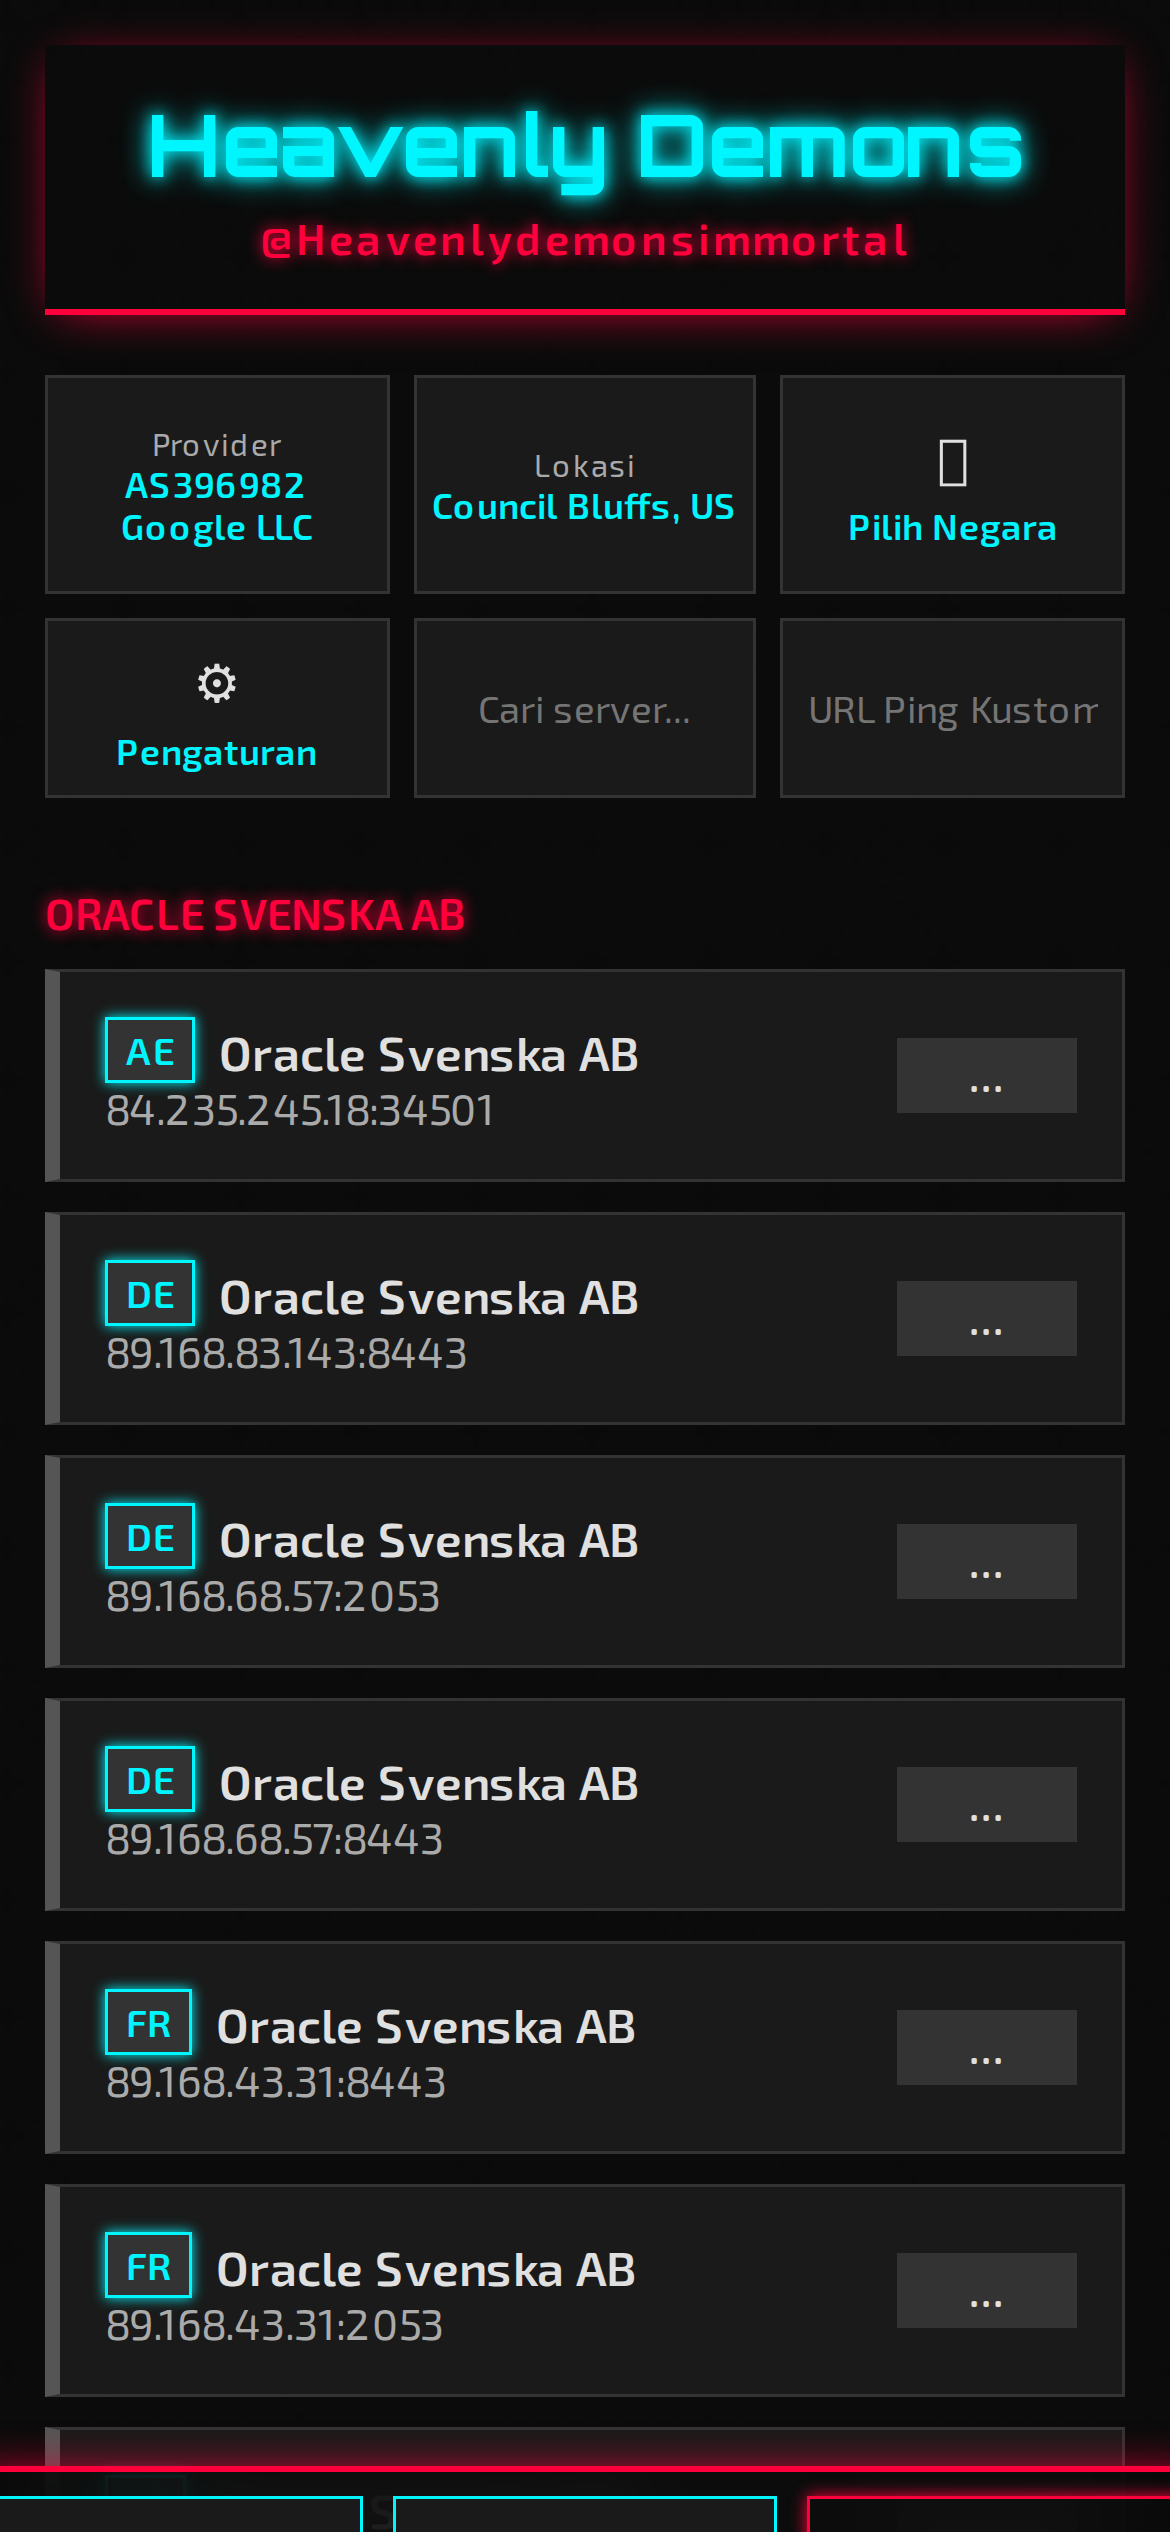 Heavenly Demons
@Heavenlydemonsimmortal
Provider
AS396982
Google LLC
Lokasi
Council Bluffs, US
Pilih Negara
Pengaturan
Cari server...
URL Ping Kustom
ORACLE SVENSKA AB
AE Oracle Svenska AB
84.235.245.18:34501
...
DE Oracle Svenska AB
89.168.83.143:8443
...
DE Oracle Svenska AB
89.168.68.57:2053
...
DE Oracle Svenska AB
89.168.68.57:8443
...
FR Oracle Svenska AB
89.168.43.31:8443
...
FR Oracle Svenska AB
89.168.43.31:2053
...